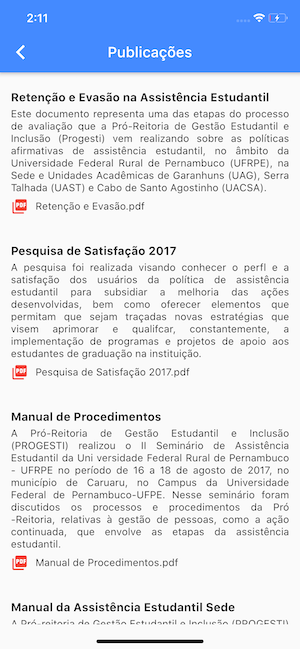 2:11
Publicações
Retenção e Evasão na Assistência Estudantil
Este documento representa uma das etapas do processo
de avaliação que a Pró-Reitoria de Gestão Estudantil e
Inclusão (Progesti) vem realizando sobre as políticas
afirmativas de assistência estudantil, no âmbito da
Universidade Federal Rural de Pernambuco (UFRPE), na
Sede e Unidades Acadêmicas de Garanhuns (UAG), Serra
Talhada (UAST) e Cabo de Santo Agostinho (UACSA).
PDF Retenção e Evasão.pdf
Pesquisa de Satisfação 2017
A pesquisa foi realizada visando conhecer o perfl e a
satisfação dos usuários da política de assistência
estudantil para subsidiar a melhoria das ações
desenvolvidas, bem como oferecer elementos que
permitam que sejam traçadas novas estratégias que
visem aprimorar e qualifcar, constantemente, a
implementação de programas e projetos de apoio aos
estudantes de graduação na instituição.
PDF Pesquisa de Satisfação 2017.pdf
Manual de Procedimentos
A Pró-Reitoria de Gestão Estudantil e Inclusão
(PROGESTI) realizou o II Seminário de Assistência
Estudantil da Uni versidade Federal Rural de Pernambuco
- UFRPE no período de 16 a 18 de agosto de 2017, no
município de Caruaru, no Campus da Universidade
Federal de Pernambuco-UFPE. Nesse seminário foram
discutidos os processos e procedimentos da Pró
-Reitoria, relativas à gestão de pessoas, como a ação
continuada, que envolve as etapas da assistência
estudantil.
PDF Manual de Procedimentos.pdf
Manual da Assistência Estudantil Sede
A Pró-reitoria de Gestão Estudantil e Inclusão (PROGESTI)